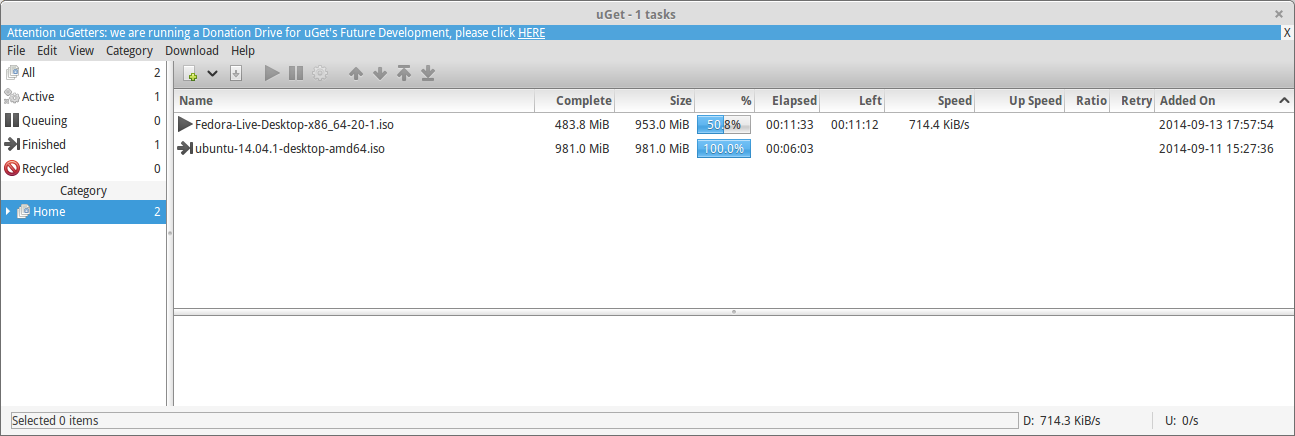 uGet - 1 tasks
Attention uGetters: we are running a Donation Drive for uGet's Future Development, please click HERE X
File Edit View Category Download Help
All 2
Active 1
Queuing 0
Finished 1
Recycled 0
Category
Home 2
Name Complete Size % Elapsed Left Speed Up Speed Ratio Retry Added On
Fedora-Live-Desktop-x86_64-20-1.iso 483.8 MiB 953.0 MiB 50.8% 00:11:33 00:11:12 714.4 KiB/s 2014-09-13 17:57:54
ubuntu-14.04.1-desktop-amd64.iso 981.0 MiB 981.0 MiB 100.0% 00:06:03 2014-09-11 15:27:36
Selected 0 items D: 714.3 KiB/s U: 0/s